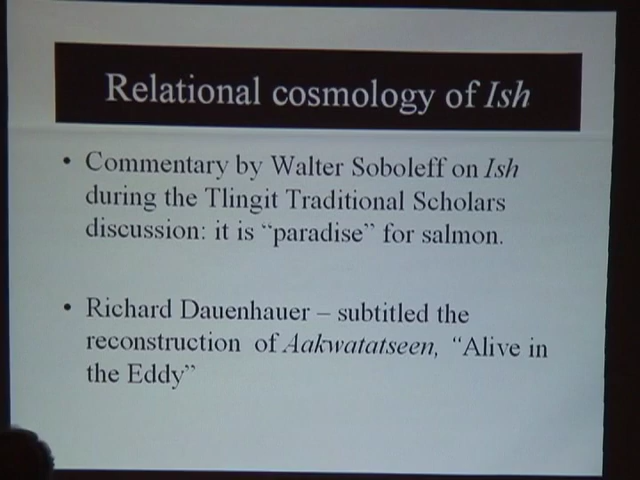 Relational cosmology of Ish
• Commentary by Walter Soboleff on Ish
during the Tlingit Traditional Scholars
discussion: it is “paradise” for salmon.
• Richard Dauenhauer – subtitled the
reconstruction of Aakwatatseen, “Alive in
the Eddy”